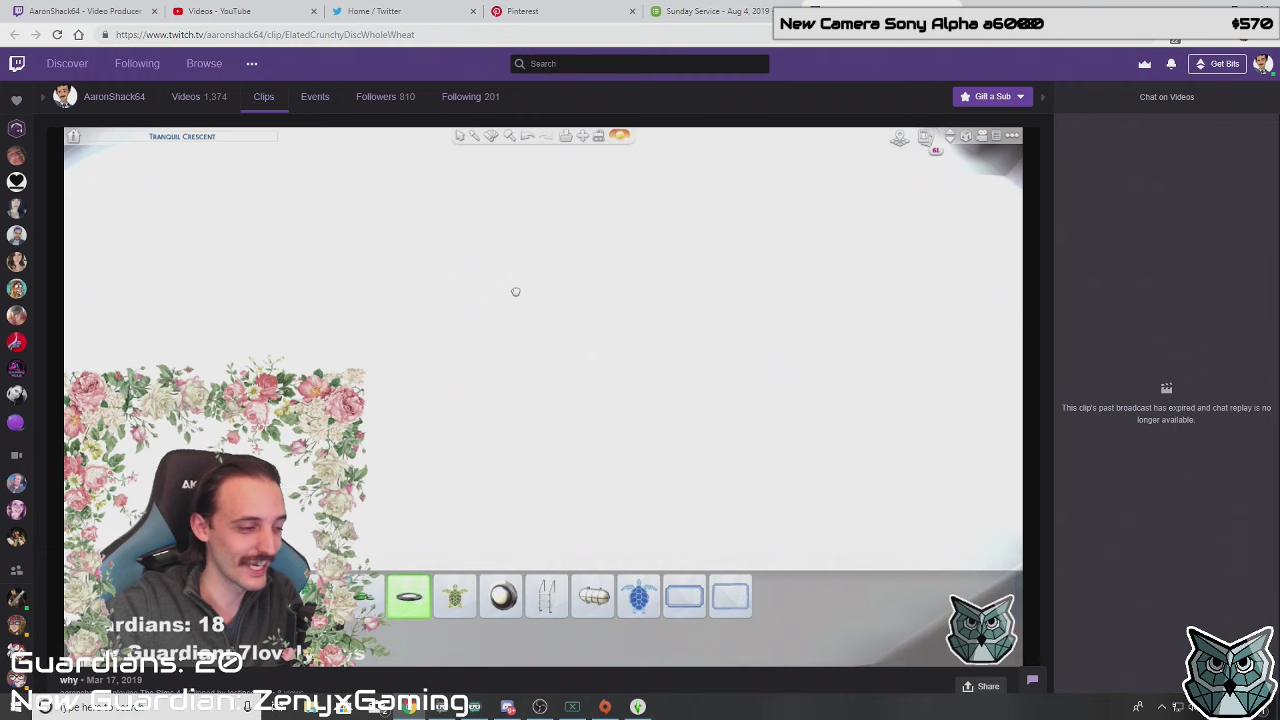 AaronShack64 - Video Producer
Videos - YouTube
Home / Twitter
Pinterest
Sunday Service - Aug 4, 2019
New Camera Sony Alpha
$570
https://www.twitch.tv/aaronshack64/clip/ElatedCrunchyDiscWholeWheat
Discover
Following
Browse
Search
Get Bits
AaronShack64
Videos 1,374
Clips
Events
Followers 810
Following 201
Gift a Sub
Chat on Videos
Tranquil Crescent
61
This clip's past broadcast has expired and chat replay is
no longer available.
AK
Guardians: 20
New Guardian: ZenyxGaming
why • Mar 17, 2019
Share